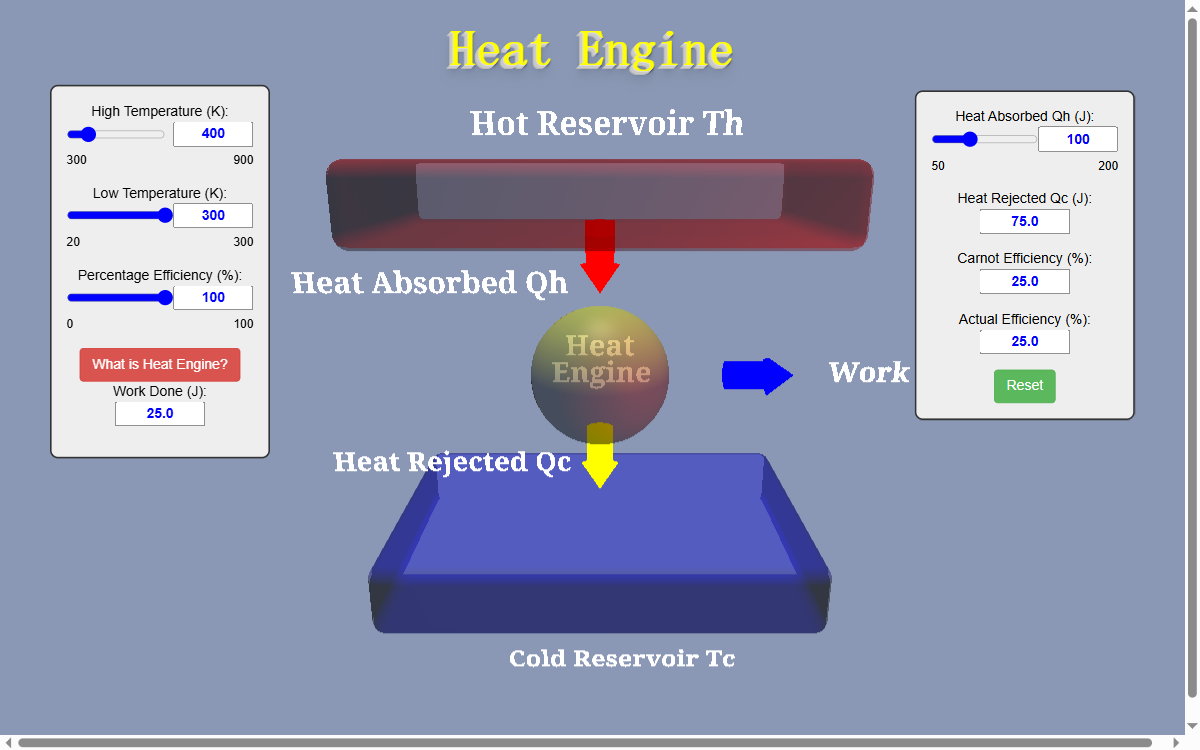 Heat Engine
High Temperature (K):
400
300 900
Low Temperature (K):
300
20 300
Percentage Efficiency (%):
100
0 100
What is Heat Engine?
Work Done (J):
25.0
Hot Reservoir Th
Heat Absorbed Qh
Heat
Engine
Work
Heat Rejected Qc
Cold Reservoir Tc
Heat Absorbed Qh (J):
100
50 200
Heat Rejected Qc (J):
75.0
Carnot Efficiency (%):
25.0
Actual Efficiency (%):
25.0
Reset